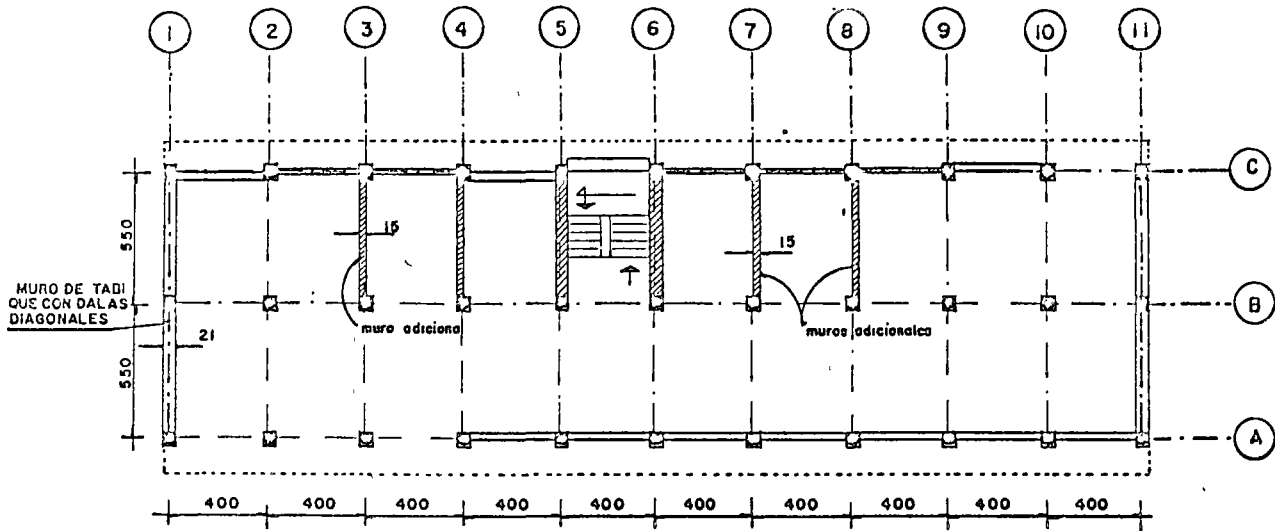 1 2 3 4 5 6 7 8 9 10 11
C
550
15
15
MURO DE TABI
QUE CON DALAS
DIAGONALES
B
muro adiciona
muros adicionales
21
550
A
400 400 400 400 400 400 400 400 400 400